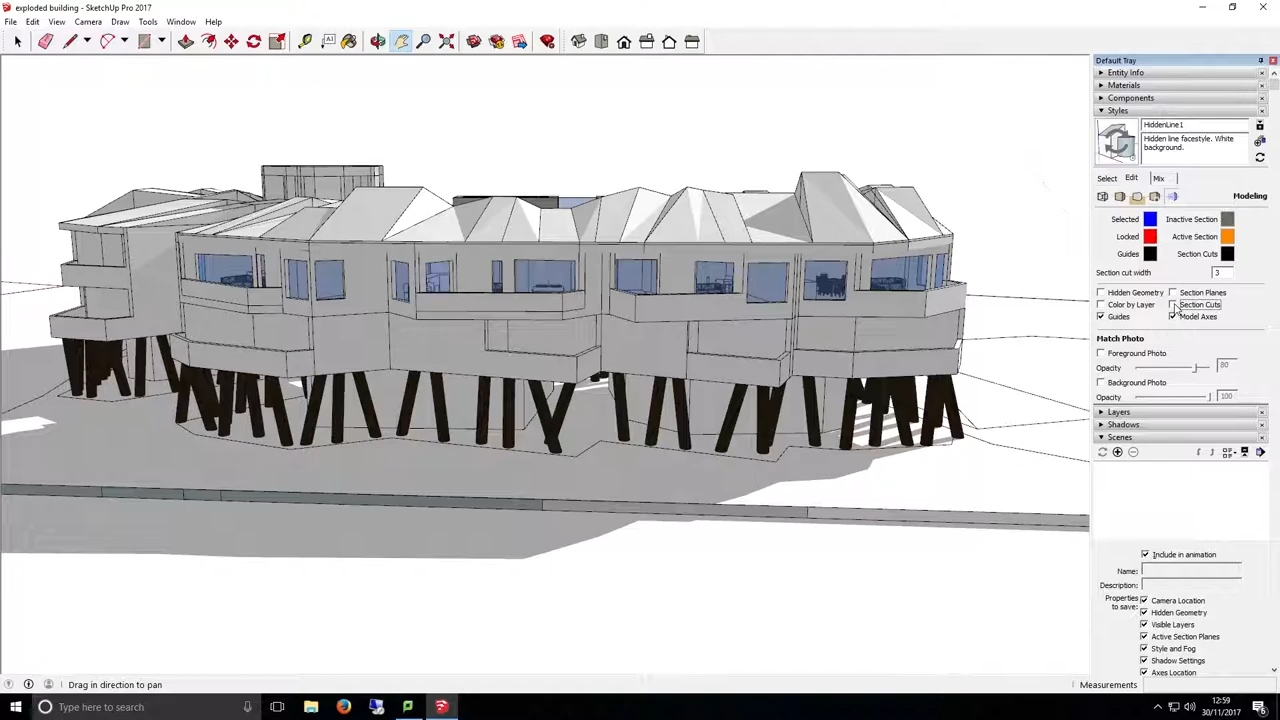 exploded building - SketchUp Pro 2017
File Edit View Camera Draw Tools Window Help
Default Tray
Entity Info
Materials
Components
Styles
HiddenLine1
Hidden line facestyle. White
background.
Select Edit Mix
Modeling
Selected Inactive Section
Locked Active Section
Guides Section Cuts
Section cut width 3
Hidden Geometry Section Planes
Color by Layer Section Cuts
Guides Model Axes
Match Photo
Foreground Photo
Opacity 80
Background Photo
Opacity 100
Layers
Shadows
Scenes
Include in animation
Name:
Description:
Properties
to save:
Camera Location
Hidden Geometry
Visible Layers
Active Section Planes
Style and Fog
Shadow Settings
Axes Location
Drag in direction to pan
Measurements
Type here to search
12:59
30/11/2017